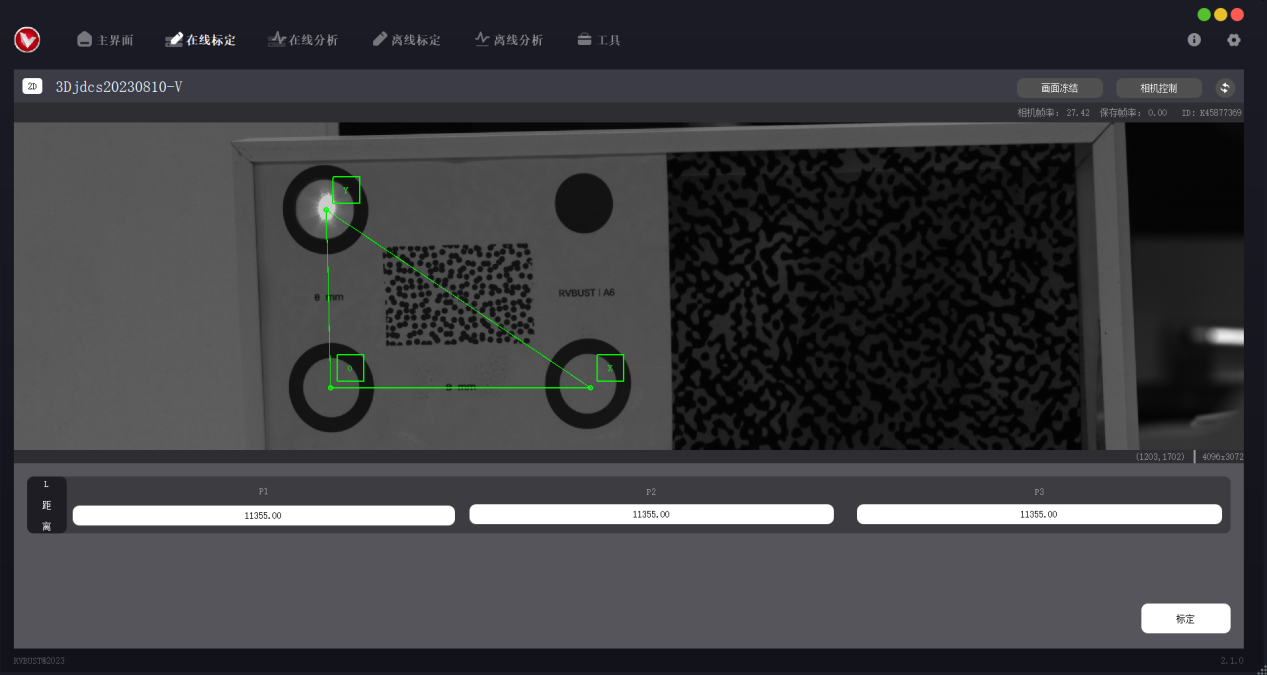 主界面 在线标定 在线分析 离线标定 离线分析 工具
2D 3Djdcs20230810-V 画面冻结 相机控制
相机帧率: 27.42 保存帧率: 0.00 ID: K45877369
Y
8 mm
RVBUST | A6
O
X
8 mm
(1203,1702) 4096x3072
L
距
离
P1 P2 P3
11355.00 11355.00 11355.00
标定
RVBUST@2023 2.1.0